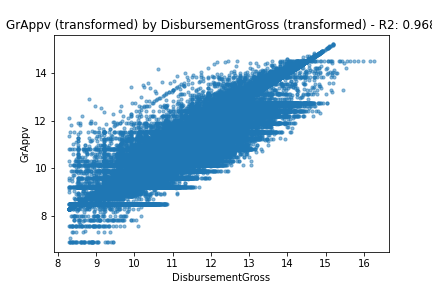 GrAppv (transformed) by DisbursementGross (transformed) - R2: 0.968
14
12
10
8
GrAppv
8 9 10 11 12 13 14 15 16
DisbursementGross